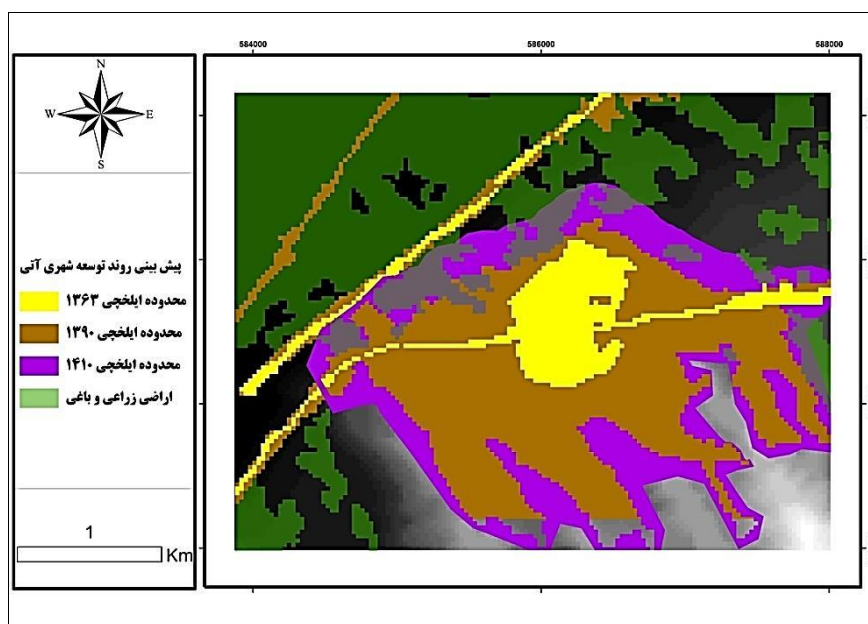 584000 586000 588000
N
W E
S
پیش بینی روند توسعه شهری آتی
محدوده ایلخچی ۱۳۶۳
محدوده ایلخچی ۱۳۹۰
محدوده ایلخچی ۱۴۱۰
اراضی زراعی و باغی
1
Km